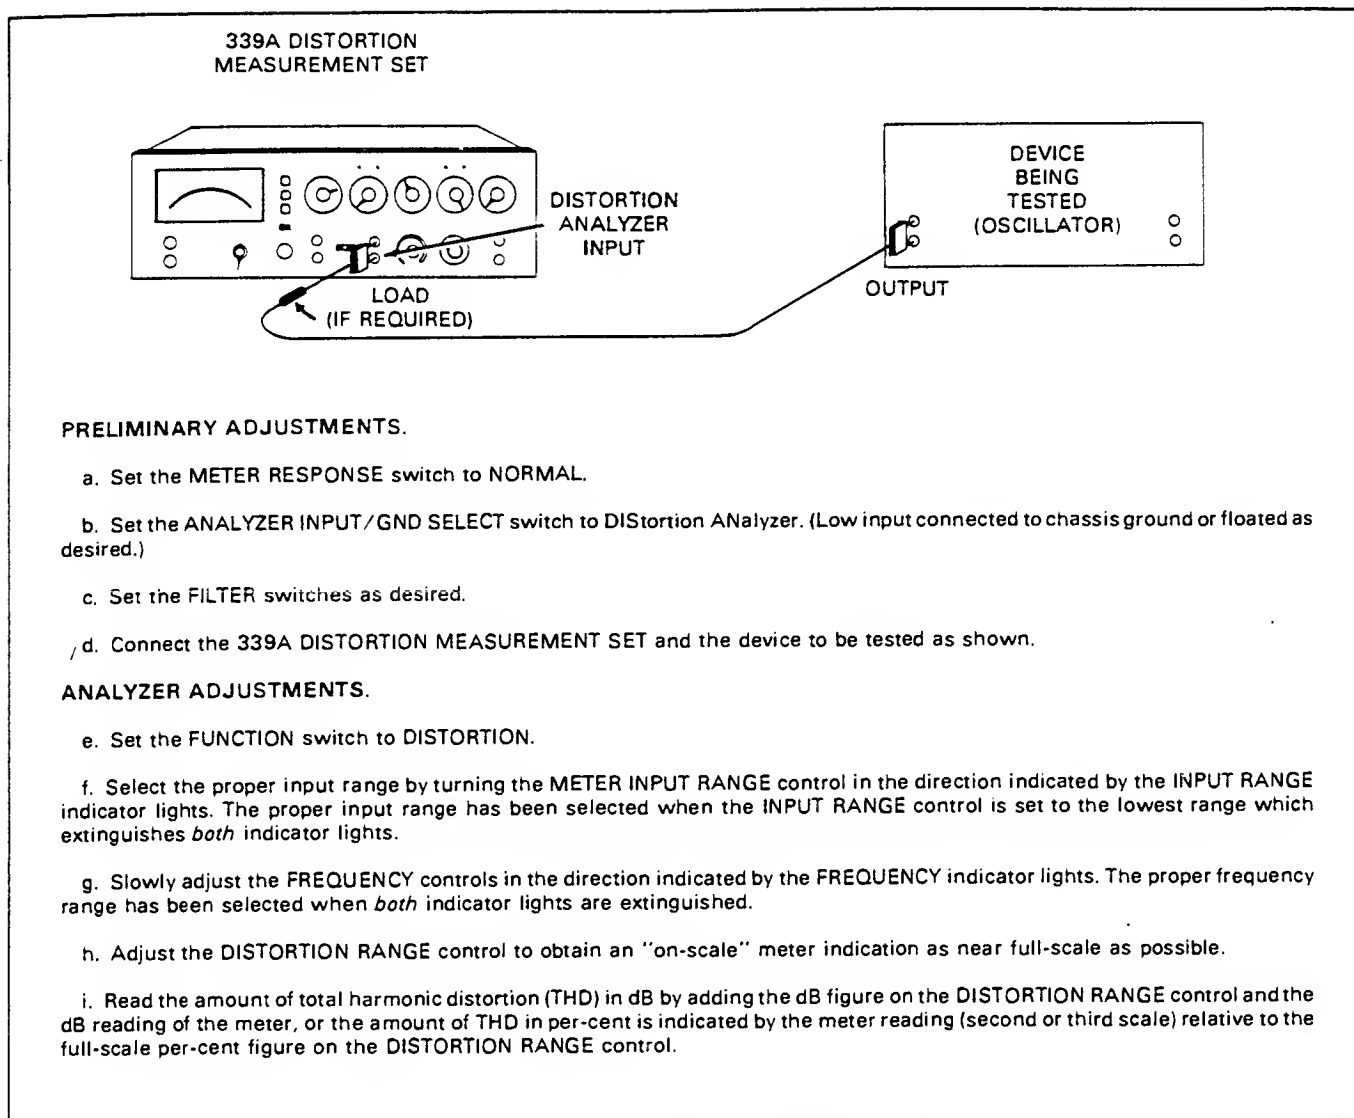 339A DISTORTION
MEASUREMENT SET
DISTORTION
ANALYZER
INPUT
LOAD
(IF REQUIRED)
DEVICE
BEING
TESTED
(OSCILLATOR)
OUTPUT
PRELIMINARY ADJUSTMENTS.
a. Set the METER RESPONSE switch to NORMAL.
b. Set the ANALYZER INPUT/GND SELECT switch to DIStortion ANalyzer. (Low input connected to chassis ground or floated as
desired.)
c. Set the FILTER switches as desired.
d. Connect the 339A DISTORTION MEASUREMENT SET and the device to be tested as shown.
ANALYZER ADJUSTMENTS.
e. Set the FUNCTION switch to DISTORTION.
f. Select the proper input range by turning the METER INPUT RANGE control in the direction indicated by the INPUT RANGE
indicator lights. The proper input range has been selected when the INPUT RANGE control is set to the lowest range which
extinguishes both indicator lights.
g. Slowly adjust the FREQUENCY controls in the direction indicated by the FREQUENCY indicator lights. The proper frequency
range has been selected when both indicator lights are extinguished.
h. Adjust the DISTORTION RANGE control to obtain an "on-scale" meter indication as near full-scale as possible.
i. Read the amount of total harmonic distortion (THD) in dB by adding the dB figure on the DISTORTION RANGE control and the
dB reading of the meter, or the amount of THD in per-cent is indicated by the meter reading (second or third scale) relative to the
full-scale per-cent figure on the DISTORTION RANGE control.